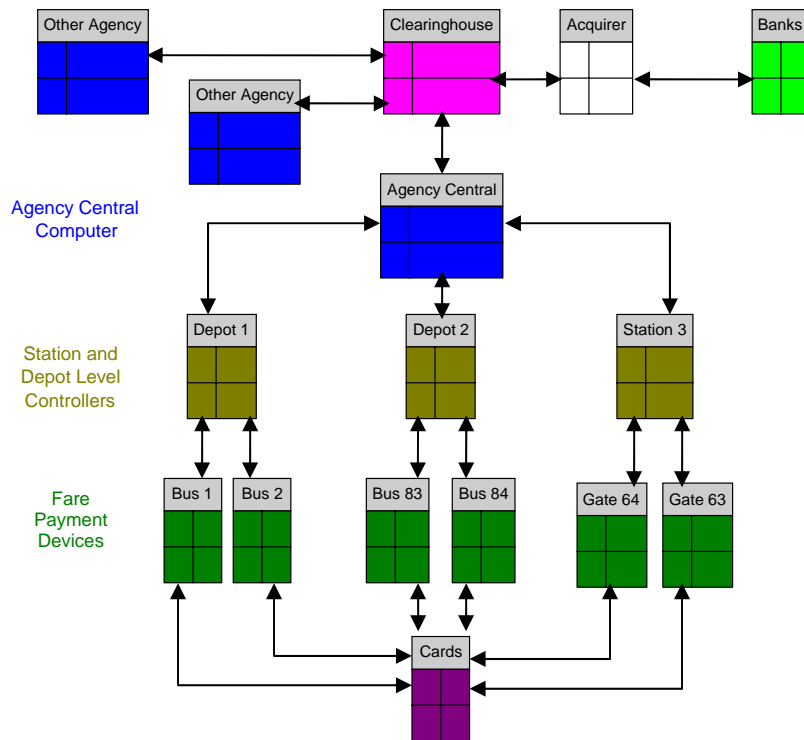 Other Agency
Clearinghouse
Acquirer
Banks
Other Agency
Agency Central
Agency Central
Computer
Depot 1
Depot 2
Station 3
Station and
Depot Level
Controllers
Bus 1
Bus 2
Bus 83
Bus 84
Gate 64
Gate 63
Fare
Payment
Devices
Cards